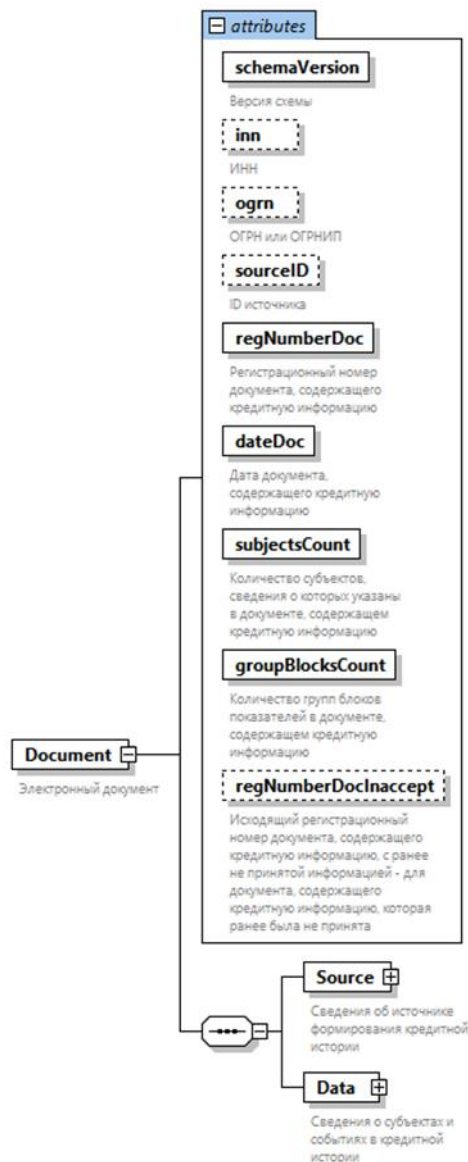 attributes
schemaVersion
Версия схемы
inn
ИНН
ogrn
ОГРН или ОГРНИП
sourceID
ID источника
regNumberDoc
Регистрационный номер
документа, содержащего
кредитную информацию
dateDoc
Дата документа,
содержащего кредитную
информацию
subjectsCount
Количество субъектов,
сведения о которых указаны
в документе, содержащем
кредитную информацию
groupBlocksCount
Количество групп блоков
показателей в документе,
содержащем кредитную
информацию
Document
Электронный документ
regNumberDocInaccept
Исходящий регистрационный
номер документа, содержащего
кредитную информацию, с ранее
не принятой информацией - для
документа, содержащего
кредитную информацию, которая
ранее была не принята
Source
Сведения об источнике
формирования кредитной
истории
Data
Сведения о субъектах и
событиях в кредитной
истории